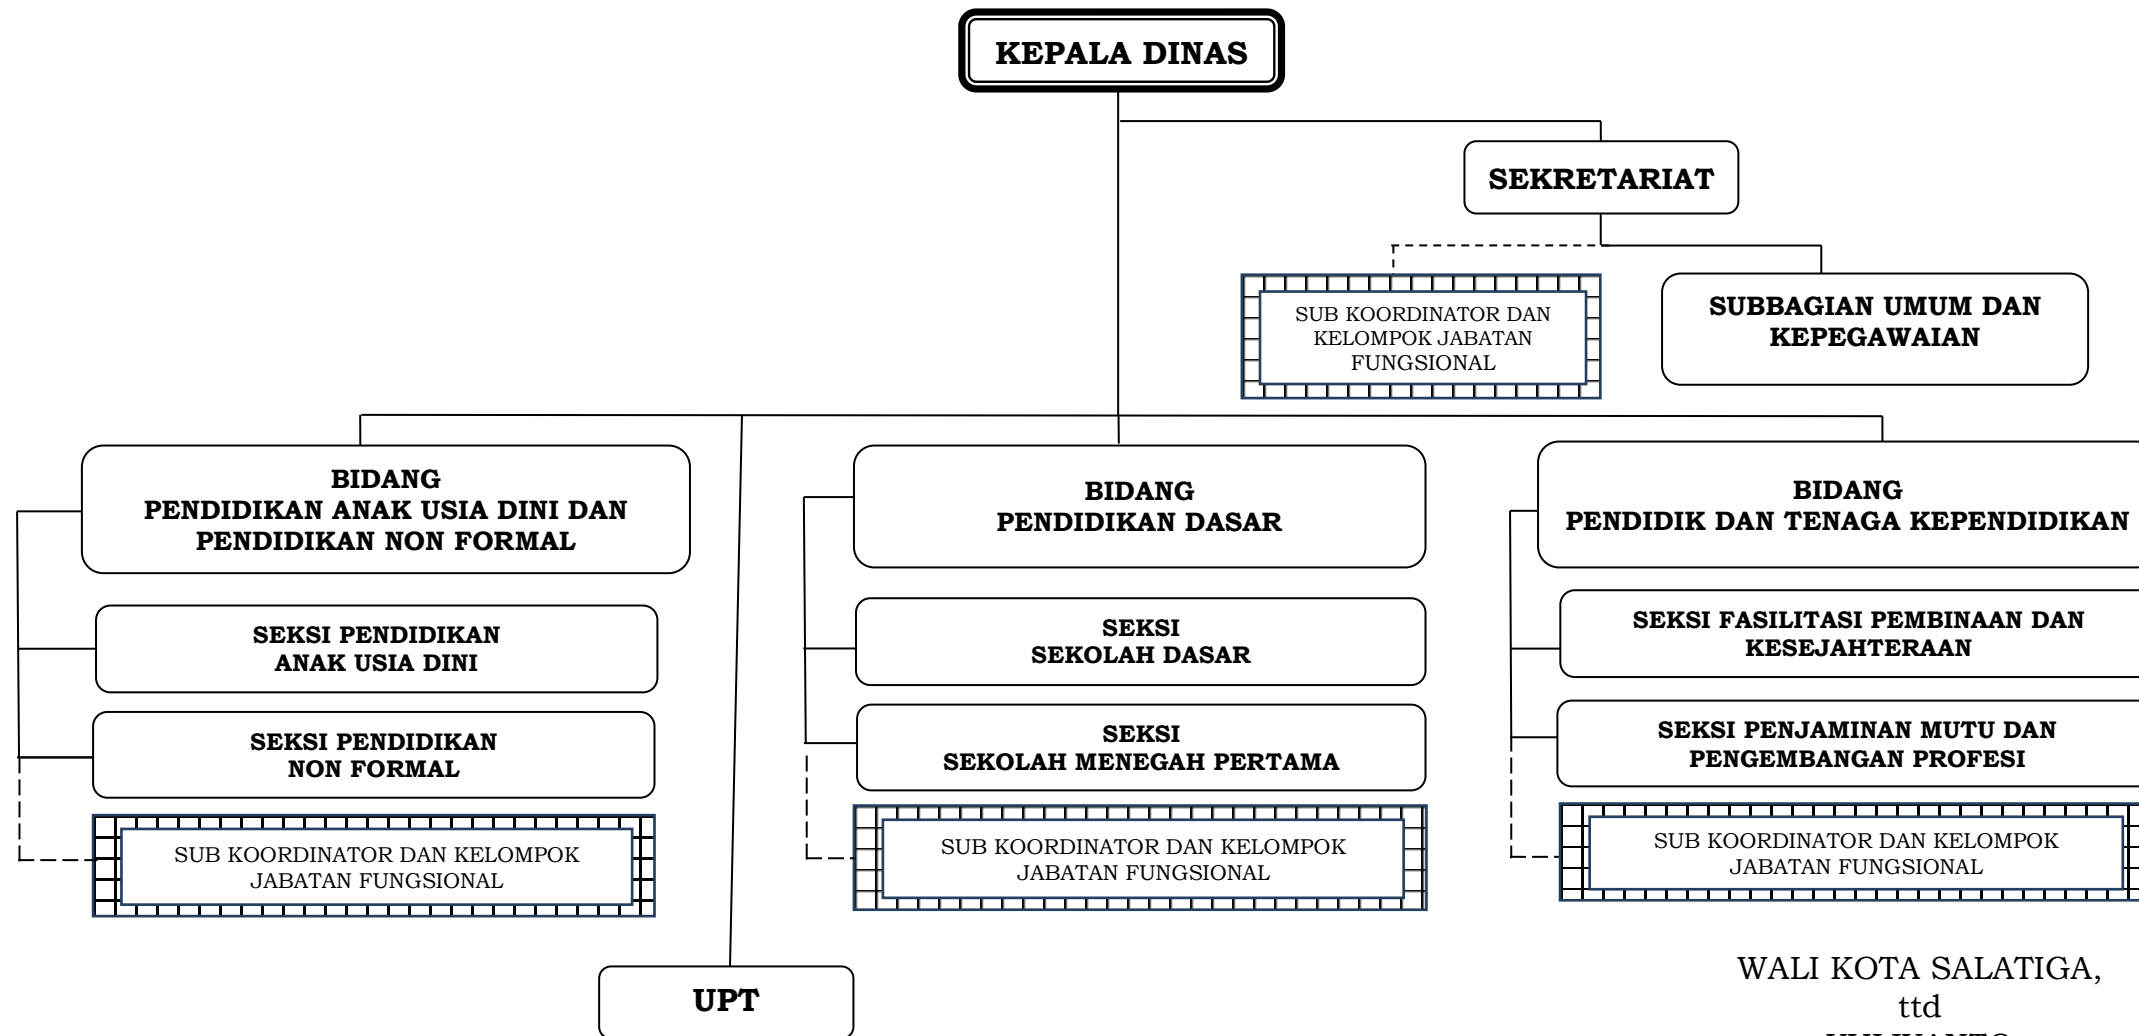 KEPALA DINAS
SEKRETARIAT
SUB KOORDINATOR DAN
KELOMPOK JABATAN
FUNGSIONAL
SUBBAGIAN UMUM DAN
KEPEGAWAIAN
BIDANG
PENDIDIKAN ANAK USIA DINI DAN
PENDIDIKAN NON FORMAL
SEKSI PENDIDIKAN
ANAK USIA DINI
SEKSI PENDIDIKAN
NON FORMAL
SUB KOORDINATOR DAN KELOMPOK
JABATAN FUNGSIONAL
BIDANG
PENDIDIKAN DASAR
SEKSI
SEKOLAH DASAR
SEKSI
SEKOLAH MENEGAH PERTAMA
SUB KOORDINATOR DAN KELOMPOK
JABATAN FUNGSIONAL
BIDANG
PENDIDIK DAN TENAGA KEPENDIDIKAN
SEKSI FASILITASI PEMBINAAN DAN
KESEJAHTERAAN
SEKSI PENJAMINAN MUTU DAN
PENGEMBANGAN PROFESI
SUB KOORDINATOR DAN KELOMPOK
JABATAN FUNGSIONAL
UPT
WALI KOTA SALATIGA,
ttd